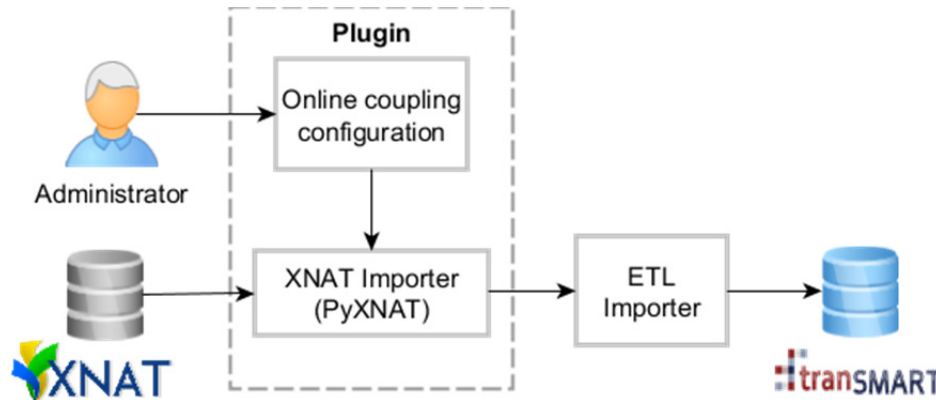 Plugin
Online coupling
configuration
Administrator
XNAT Importer
(PyXNAT)
ETL
Importer
XNAT
tranSMART